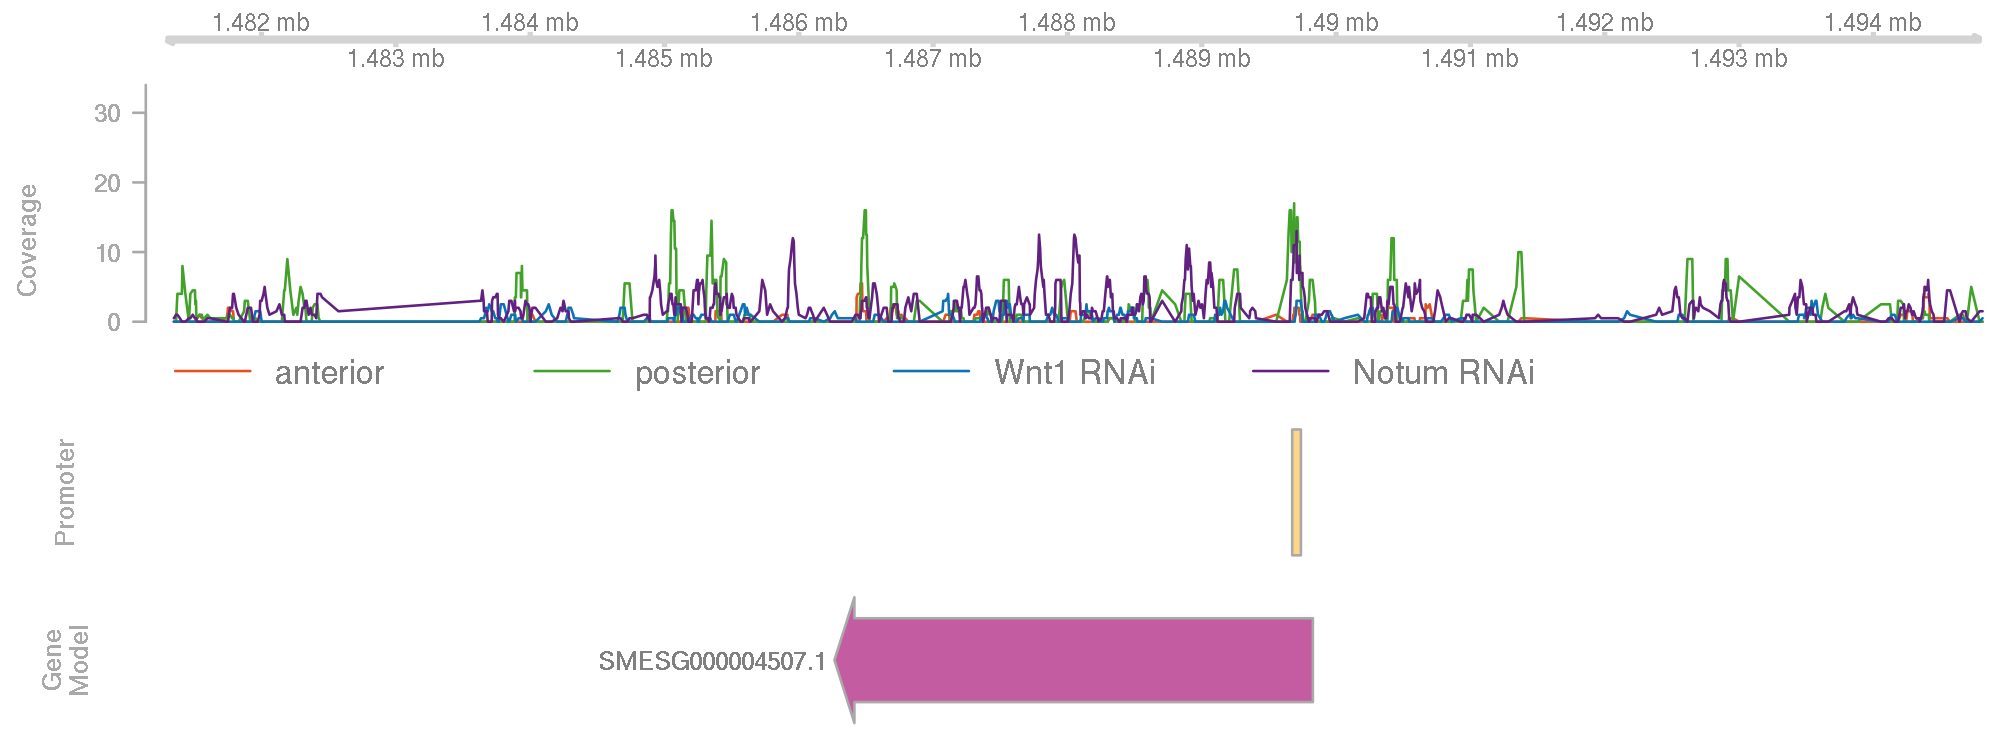 1.482 mb 1.484 mb 1.486 mb 1.488 mb 1.49 mb 1.492 mb 1.494 mb
1.483 mb 1.485 mb 1.487 mb 1.489 mb 1.491 mb 1.493 mb
Coverage
30
20
10
0
anterior posterior Wnt1 RNAi Notum RNAi
Promoter
0
Gene
Model
SMESG000004507.1